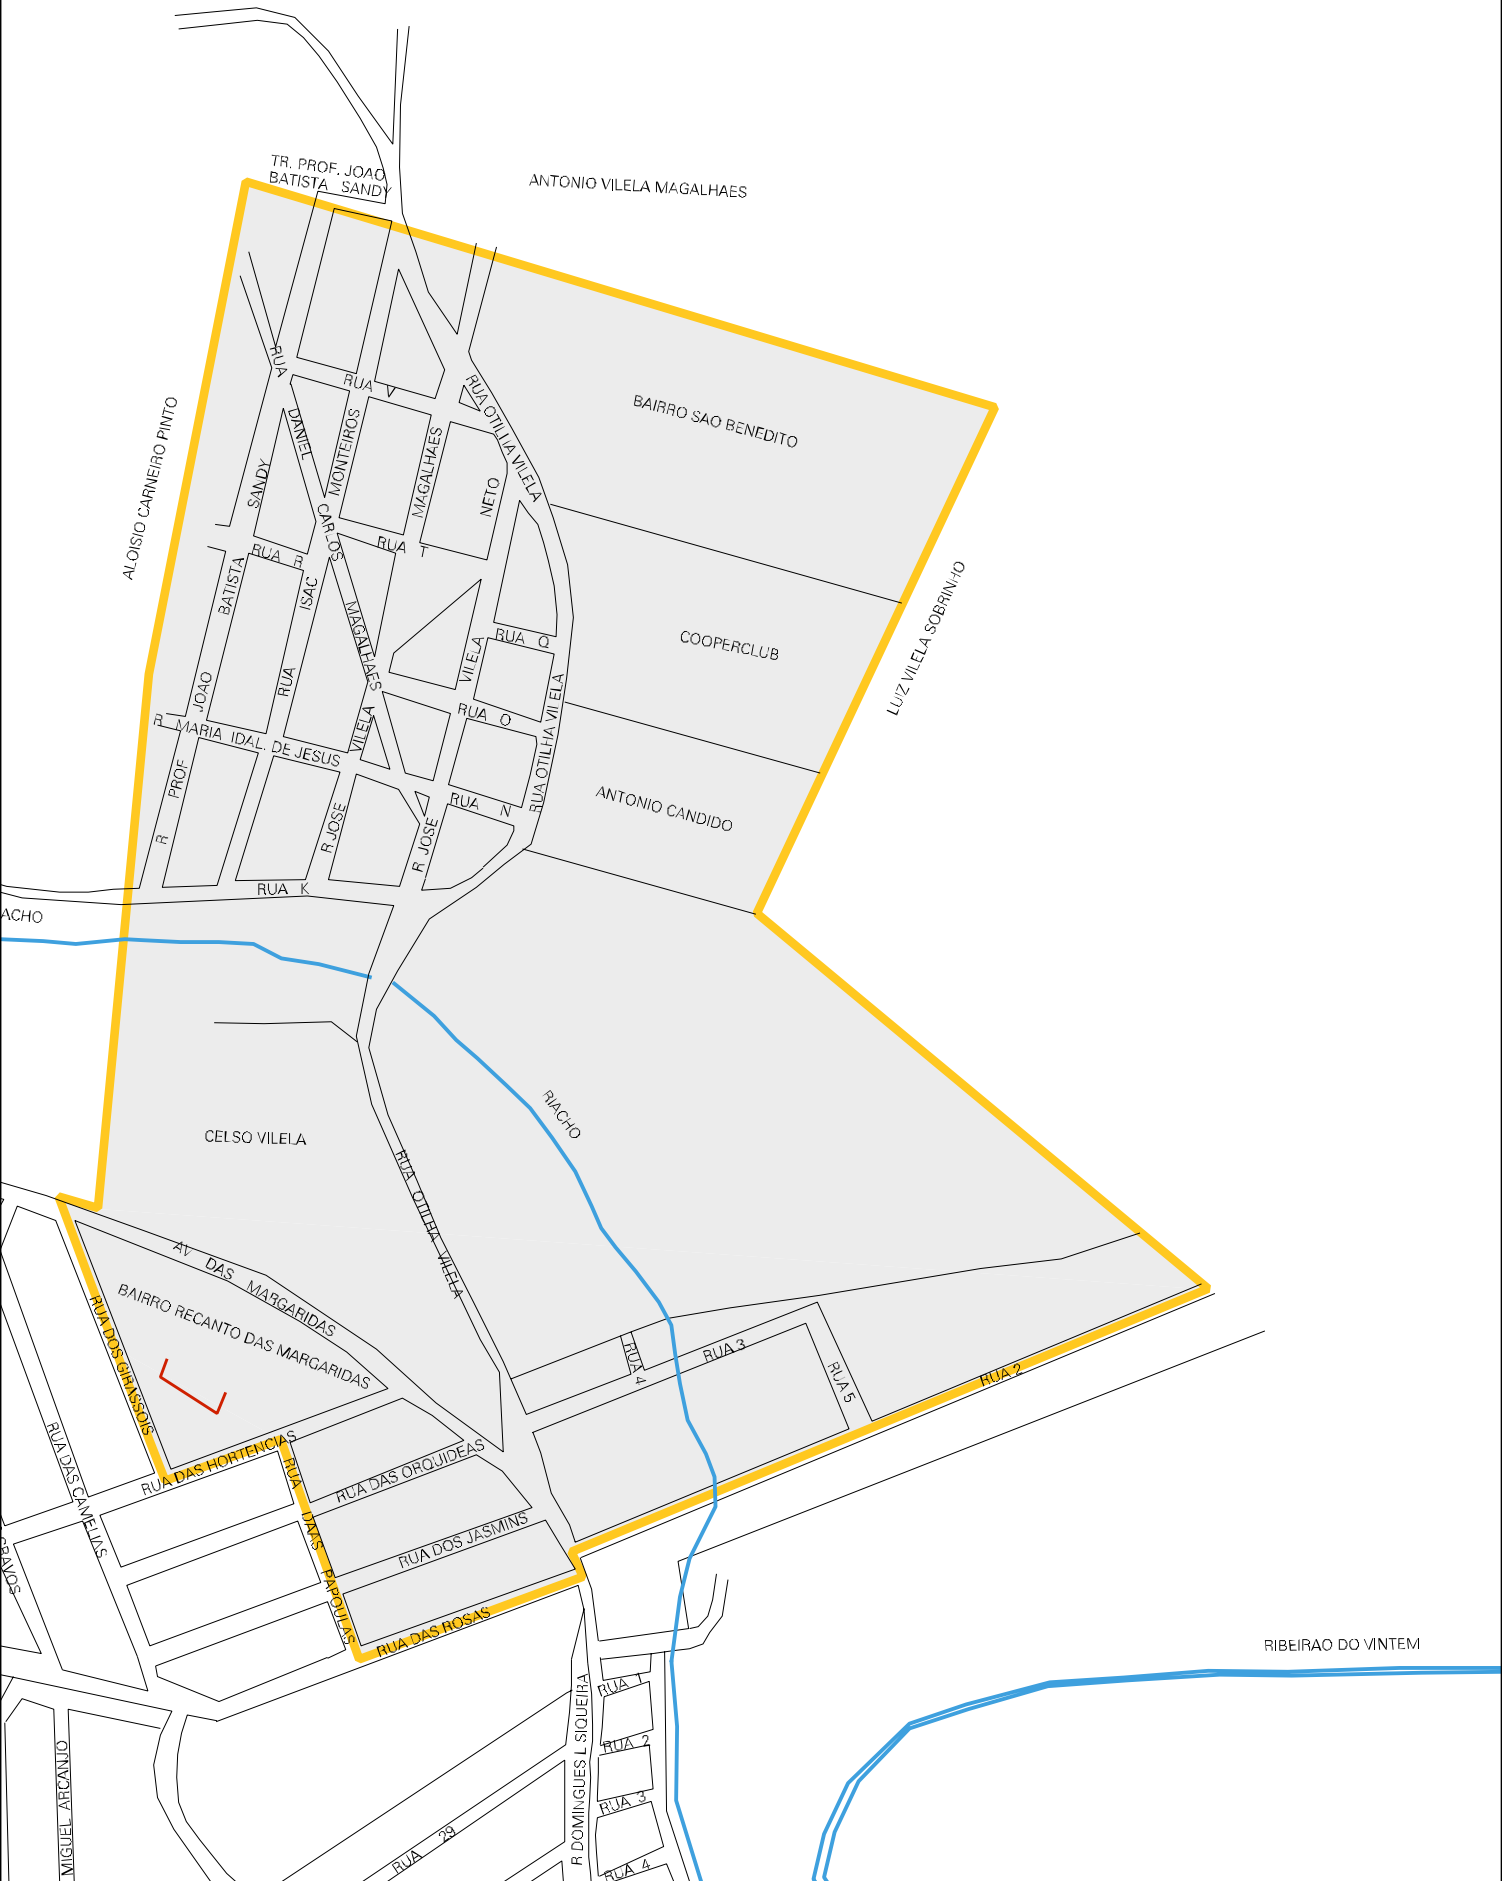 TR. PROF. JOAO
BATISTA SANDY
ANTONIO VILELA MAGALHAES
ALOISIO CARNEIRO PINTO
RUA DANIEL CARLOS MAGALHAES
RUA V
RUA OTILHA VILELA
BAIRRO SAO BENEDITO
MONTEIROS
MAGALHAES
NETO
SANDY
RUA R
RUA T
BATISTA
ISAC
RUA Q
COOPERCLUB
LUIZ VILELA SOBRINHO
VILELA
RUA
JOAO
RUA O
VILELA
R MARIA IDAL. DE JESUS
RUA OTILHA VILELA
PROF
RUA N
ANTONIO CANDIDO
R
R JOSE
R JOSE
RUA K
ACHO
RIACHO
CELSO VILELA
RUA OTILHA VILELA
AV DAS MARGARIDAS
BAIRRO RECANTO DAS MARGARIDAS
RUA DOS GIRASSOIS
RUA 3
RUA 4
RUA 5
RUA 2
RUA DAS CAMELIAS
RUA DAS HORTENCIAS
RUA DAAS PAPOULAS
RUA DAS ORQUIDEAS
RUA DOS JASMINS
RUA DAS ROSAS
CRAVOS
RIBEIRAO DO VINTEM
RUA 1
RUA 2
RUA 3
RUA 4
R DOMINGUES L SIQUEIRA
RUA 29
MIGUEL ARCANJO